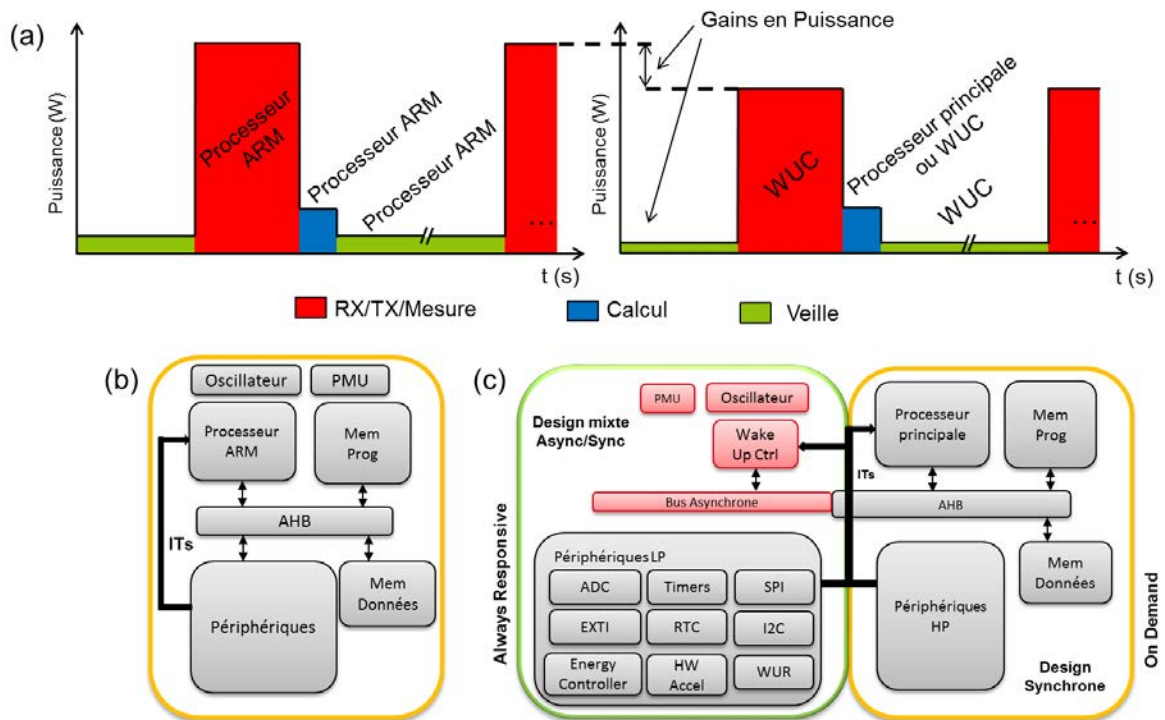 (a)
Gains en Puissance
Puissance (W)
Processeur
ARM
Processeur ARM
Processeur ARM
...
t (s)
Puissance (W)
WUC
Processeur principale
ou WUC
WUC
...
t (s)
RX/TX/Mesure
Calcul
Veille
(b)
Oscillateur
PMU
Processeur
ARM
Mem
Prog
AHB
ITs
Périphériques
Mem
Données
(c)
Always Responsive
Design mixte
Async/Sync
PMU
Oscillateur
Wake
Up Ctrl
Bus Asynchrone
Périphériques LP
ADC
Timers
SPI
EXTI
RTC
I2C
Energy
Controller
HW
Accel
WUR
ITs
Processeur
principale
Mem
Prog
AHB
Mem
Données
Périphériques
HP
Design
Synchrone
On Demand